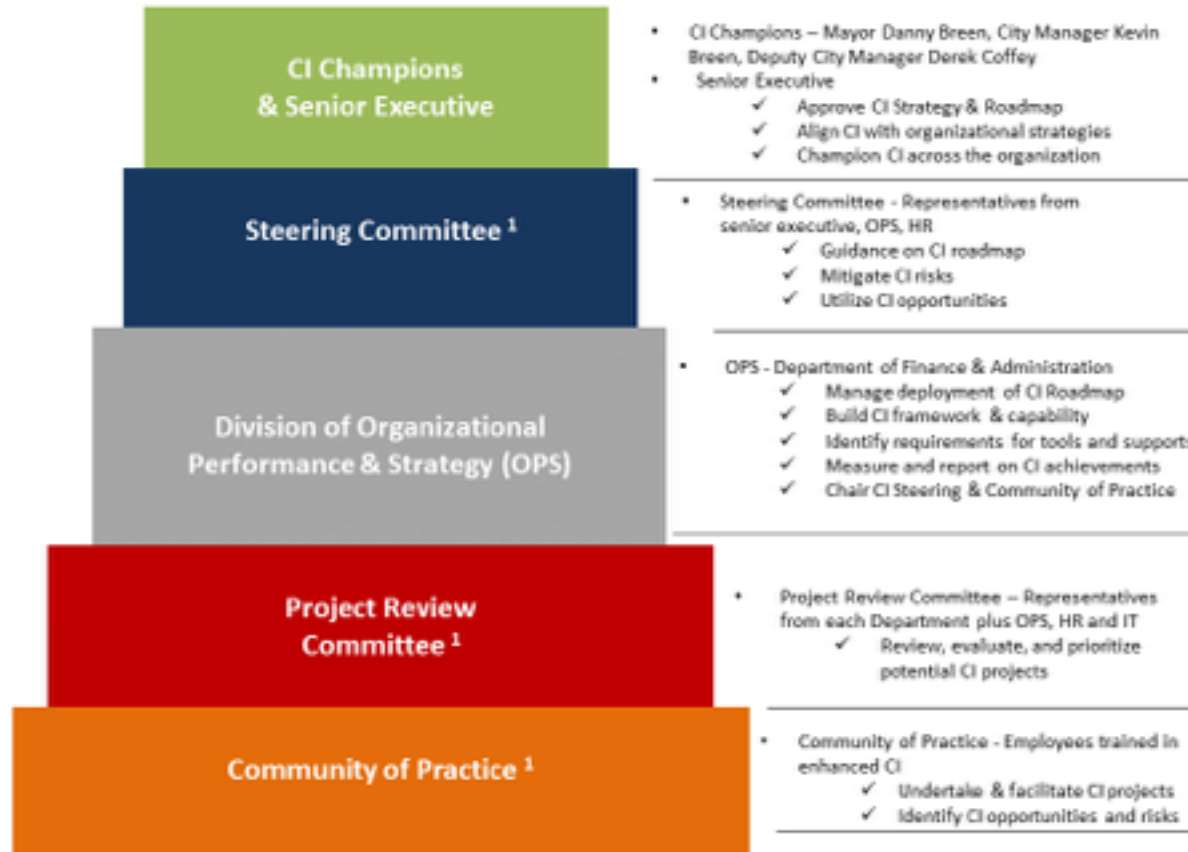 CI Champions
& Senior Executive
• CI Champions – Mayor Danny Breen, City Manager Kevin
Breen, Deputy City Manager Derek Coffey
• Senior Executive
✓ Approve CI Strategy & Roadmap
✓ Align CI with organizational strategies
✓ Champion CI across the organization
Steering Committee ¹
• Steering Committee - Representatives from
senior executive, OPS, HR
✓ Guidance on CI roadmap
✓ Mitigate CI risks
✓ Utilize CI opportunities
Division of Organizational
Performance & Strategy (OPS)
• OPS - Department of Finance & Administration
✓ Manage deployment of CI Roadmap
✓ Build CI framework & capability
✓ Identify requirements for tools and supports
✓ Measure and report on CI achievements
✓ Chair CI Steering & Community of Practice
Project Review
Committee ¹
• Project Review Committee – Representatives
from each Department plus OPS, HR and IT
✓ Review, evaluate, and prioritize
potential CI projects
Community of Practice ¹
• Community of Practice - Employees trained in
enhanced CI
✓ Undertake & facilitate CI projects
✓ Identify CI opportunities and risks